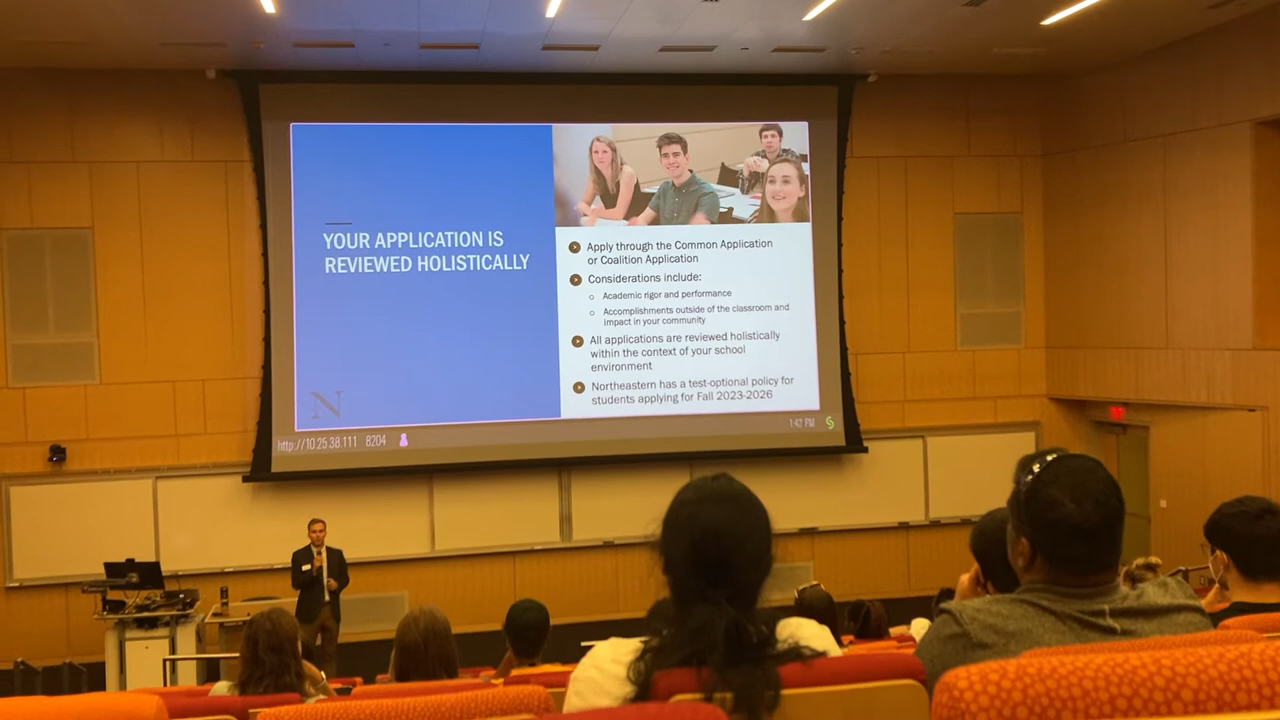 YOUR APPLICATION IS
REVIEWED HOLISTICALLY
N
Apply through the Common Application
or Coalition Application
Considerations include:
Academic rigor and performance
Accomplishments outside of the classroom and
impact in your community
All applications are reviewed holistically
within the context of your school
environment
Northeastern has a test-optional policy for
students applying for Fall 2023-2026
http://10.25.38.111 8204
1:42 PM